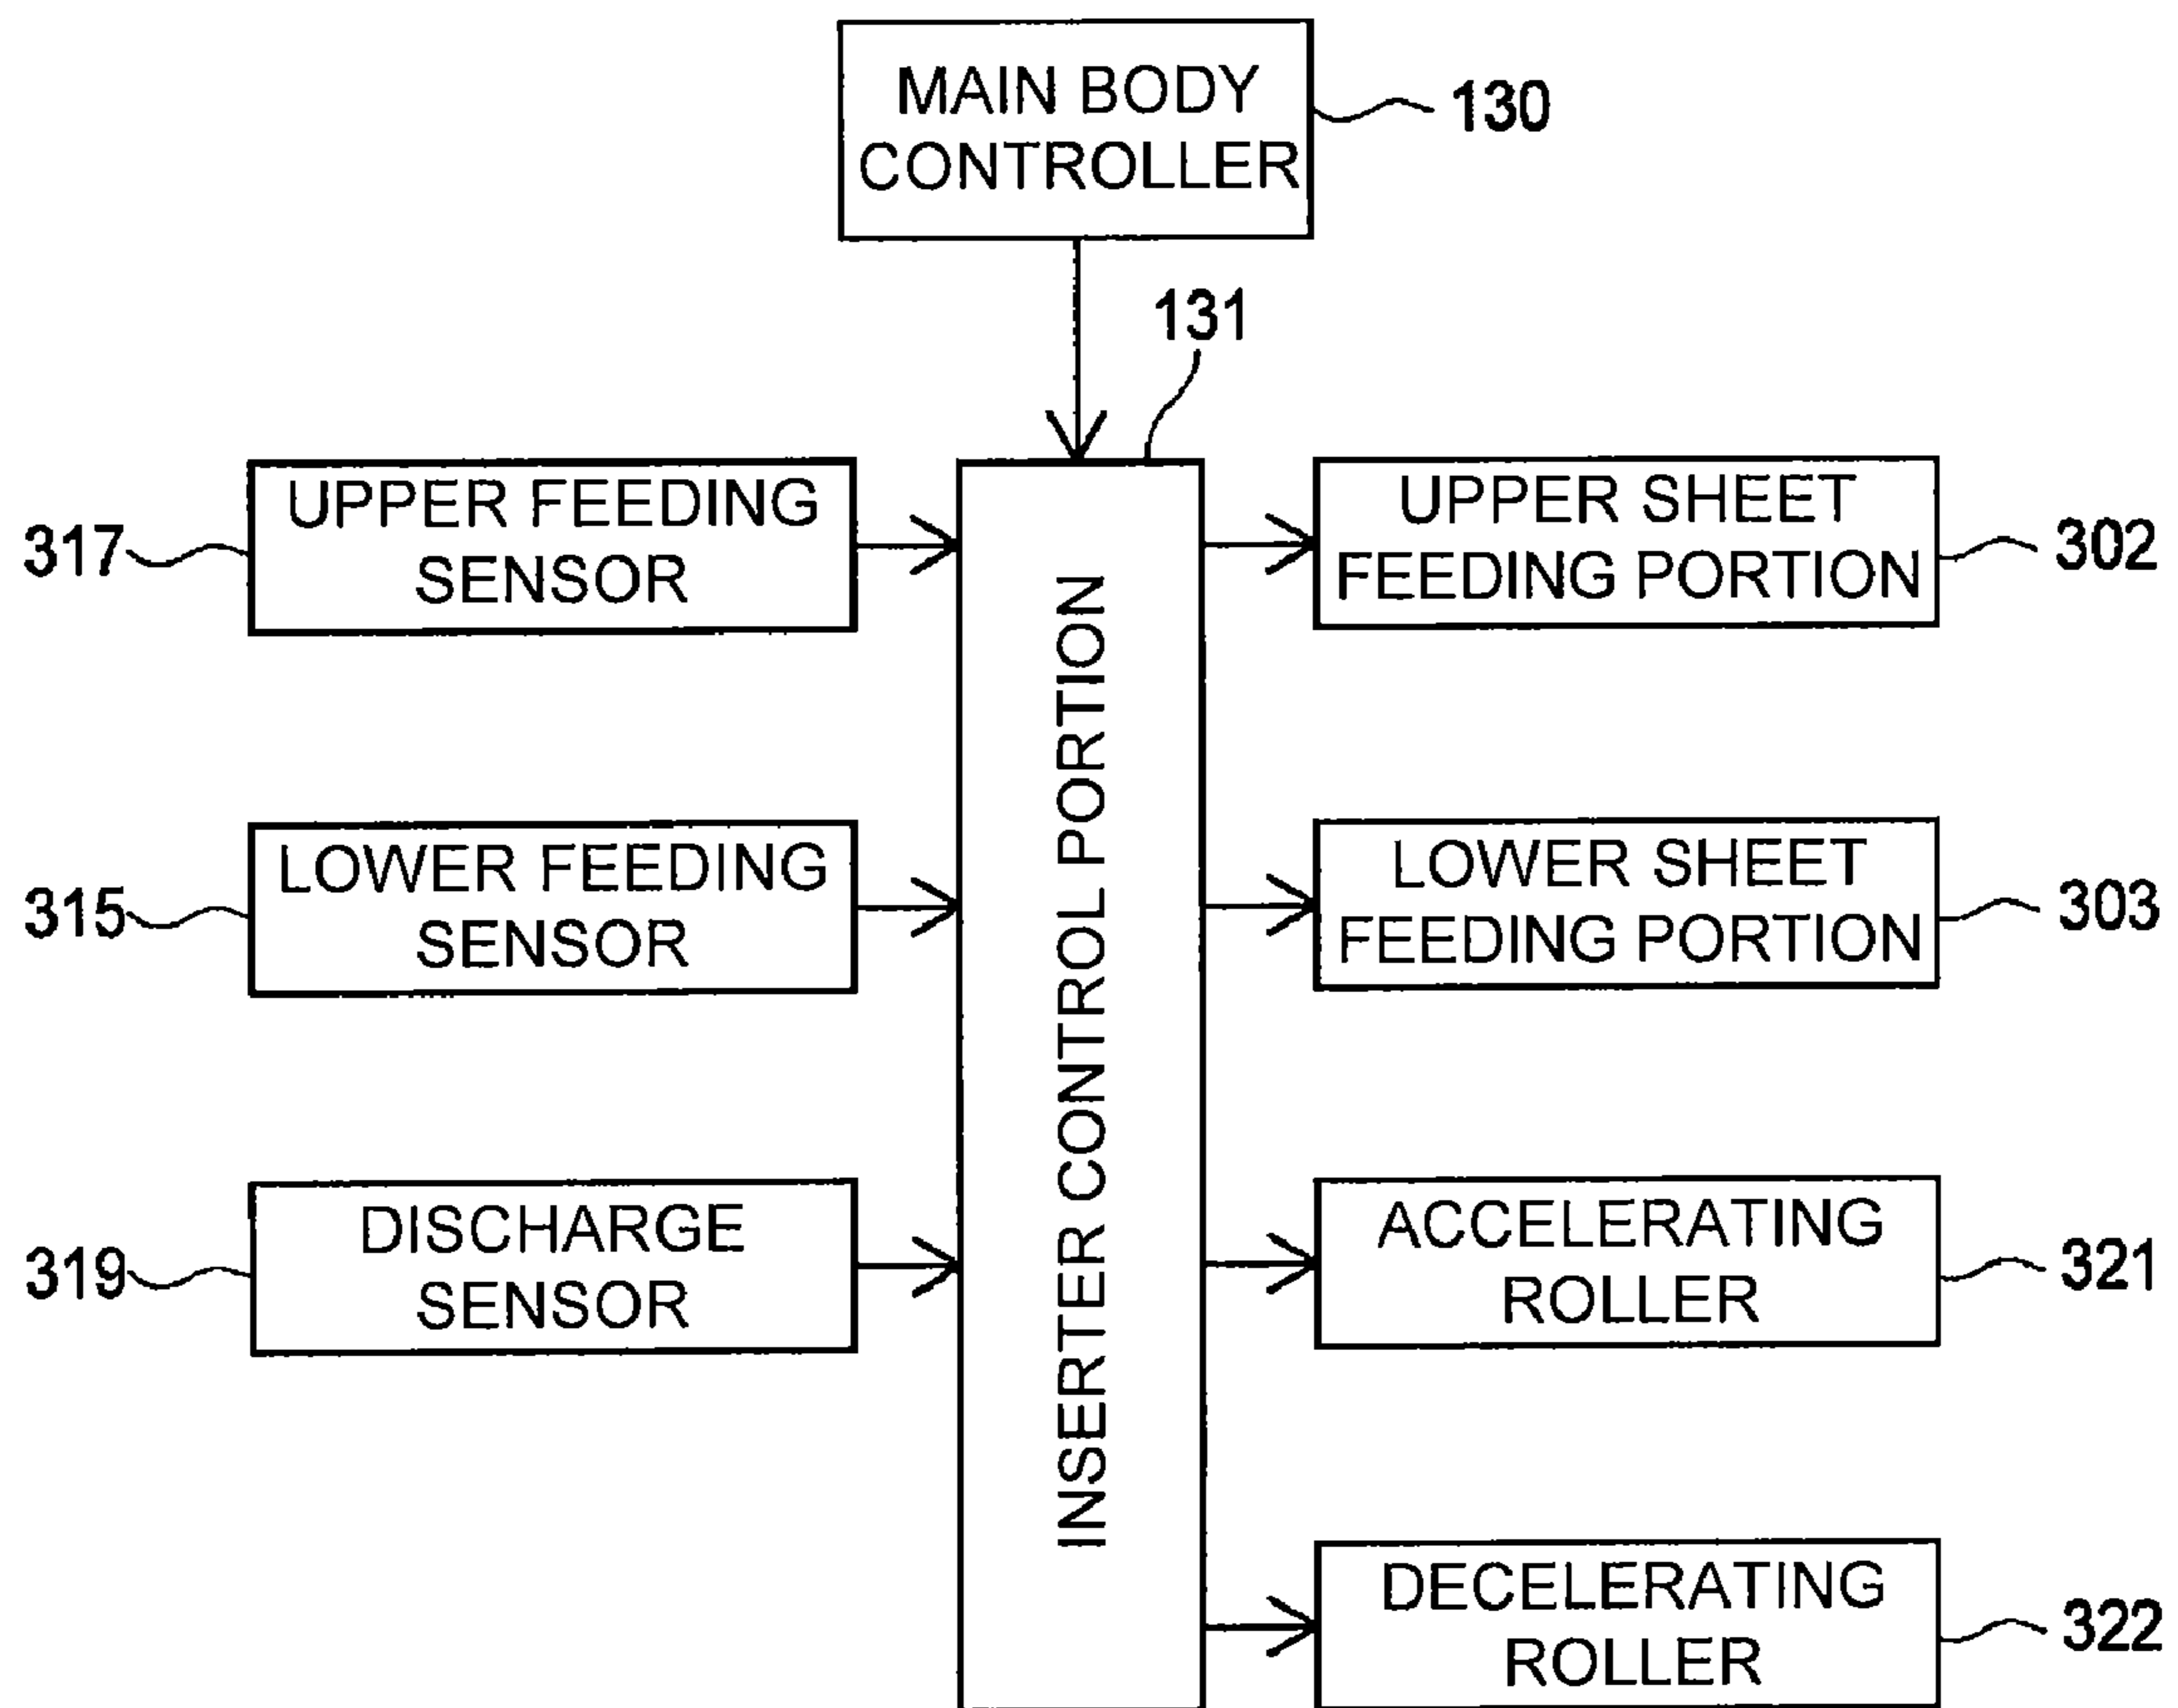 MAIN BODY
CONTROLLER
130
131
UPPER FEEDING
SENSOR
317
UPPER SHEET
FEEDING PORTION
302
LOWER FEEDING
SENSOR
315
LOWER SHEET
FEEDING PORTION
303
DISCHARGE
SENSOR
319
ACCELERATING
ROLLER
321
DECELERATING
ROLLER
322
INSERTER CONTROL PORTION